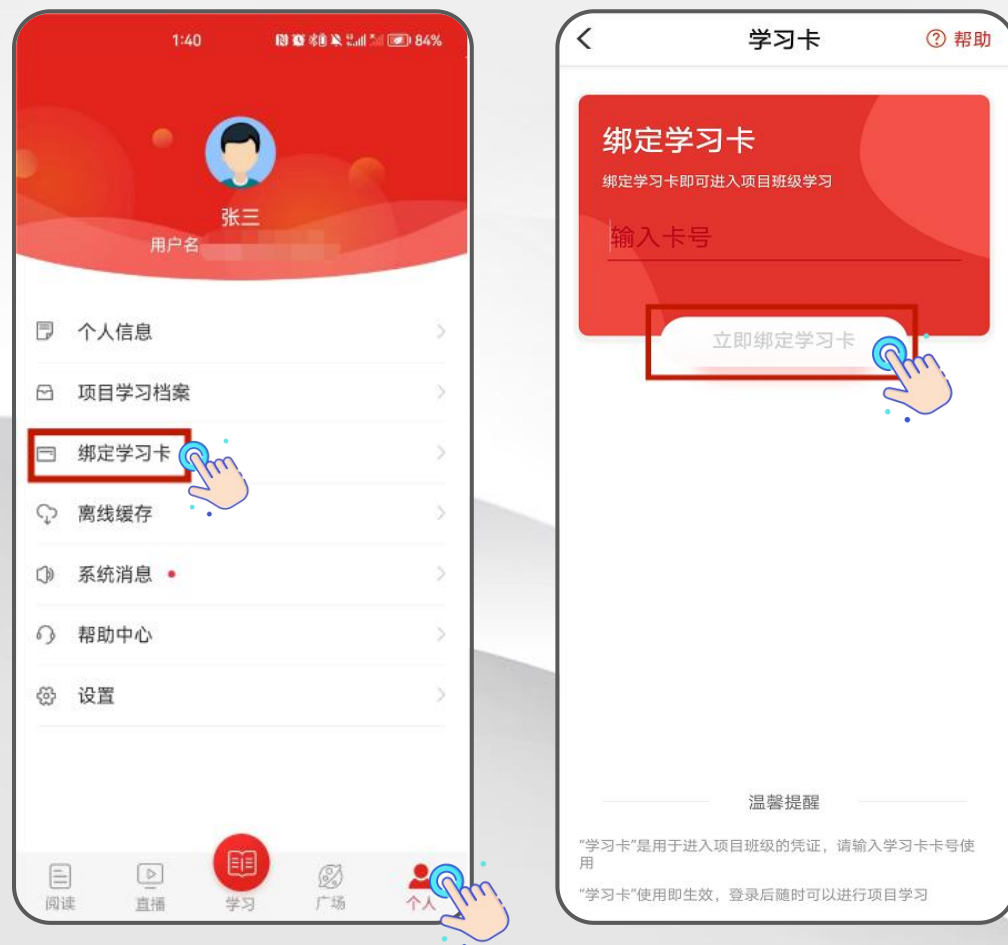 1:40
84%
张三
用户名
个人信息
项目学习档案
绑定学习卡
离线缓存
系统消息
帮助中心
设置
阅读
直播
学习
广场
个人
学习卡
帮助
绑定学习卡
绑定学习卡即可进入项目班级学习
输入卡号
立即绑定学习卡
温馨提醒
“学习卡”是用于进入项目班级的凭证，请输入学习卡卡号使
用
“学习卡”使用即生效，登录后随时可以进行项目学习